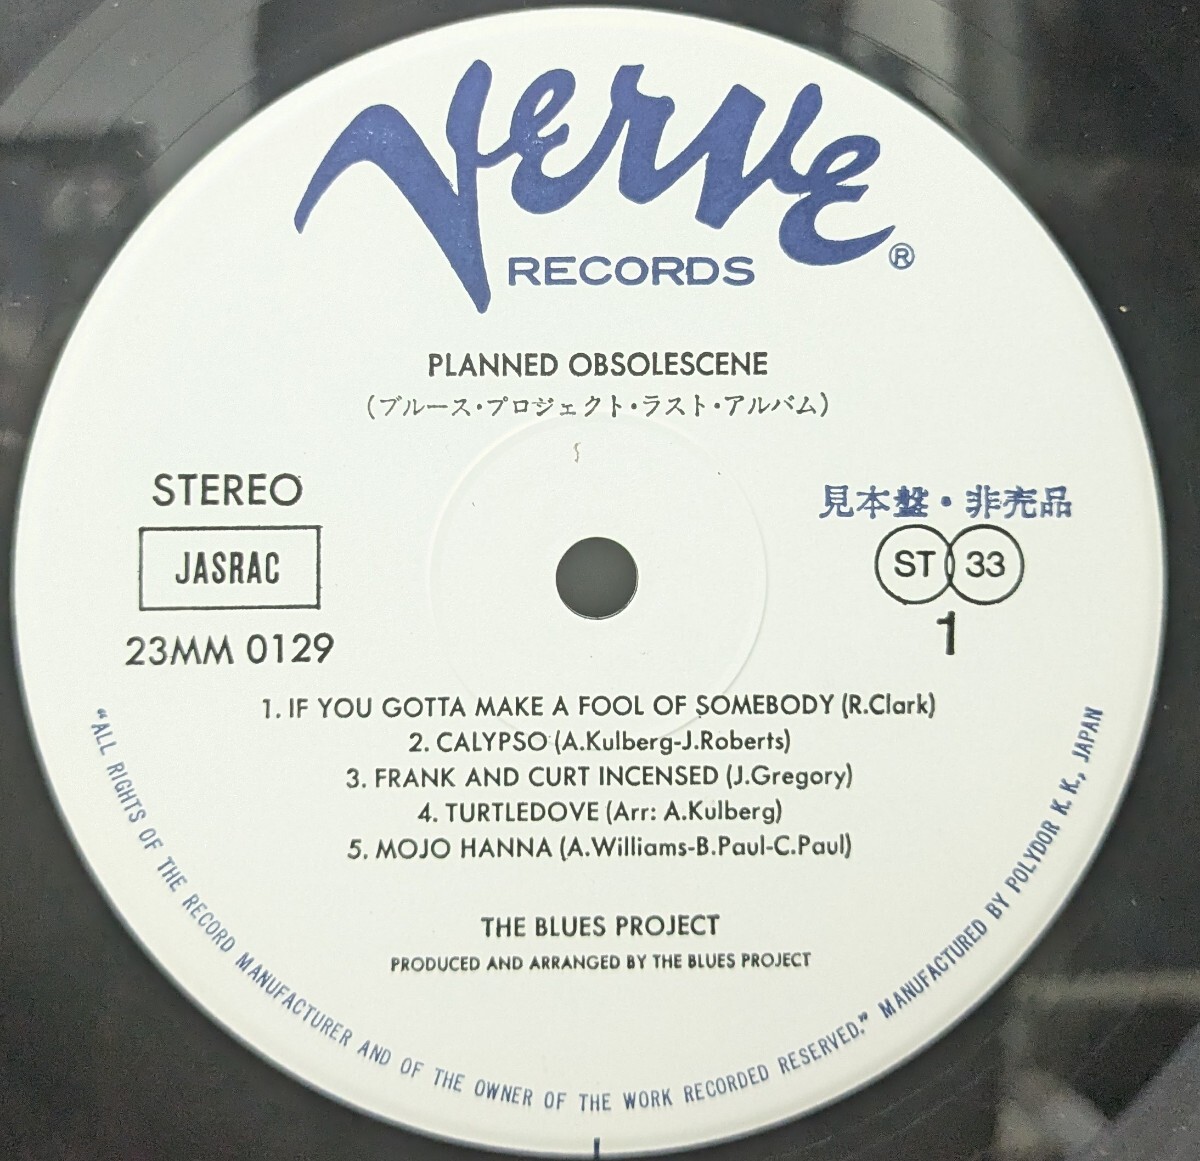 Verve
RECORDS ®
PLANNED OBSOLESCENE
(ブルース・プロジェクト・ラスト・アルバム)
STEREO
JASRAC
23MM 0129
見本盤・非売品
ST 33
1
1. IF YOU GOTTA MAKE A FOOL OF SOMEBODY (R.Clark)
2. CALYPSO (A.Kulberg-J.Roberts)
3. FRANK AND CURT INCENSED (J.Gregory)
4. TURTLEDOVE (Arr: A.Kulberg)
5. MOJO HANNA (A.Williams-B.Paul-C.Paul)
THE BLUES PROJECT
PRODUCED AND ARRANGED BY THE BLUES PROJECT
"ALL RIGHTS OF THE RECORD MANUFACTURER AND OF THE OWNER OF THE WORK RECORDED RESERVED." MANUFACTURED BY POLYDOR K. K., JAPAN